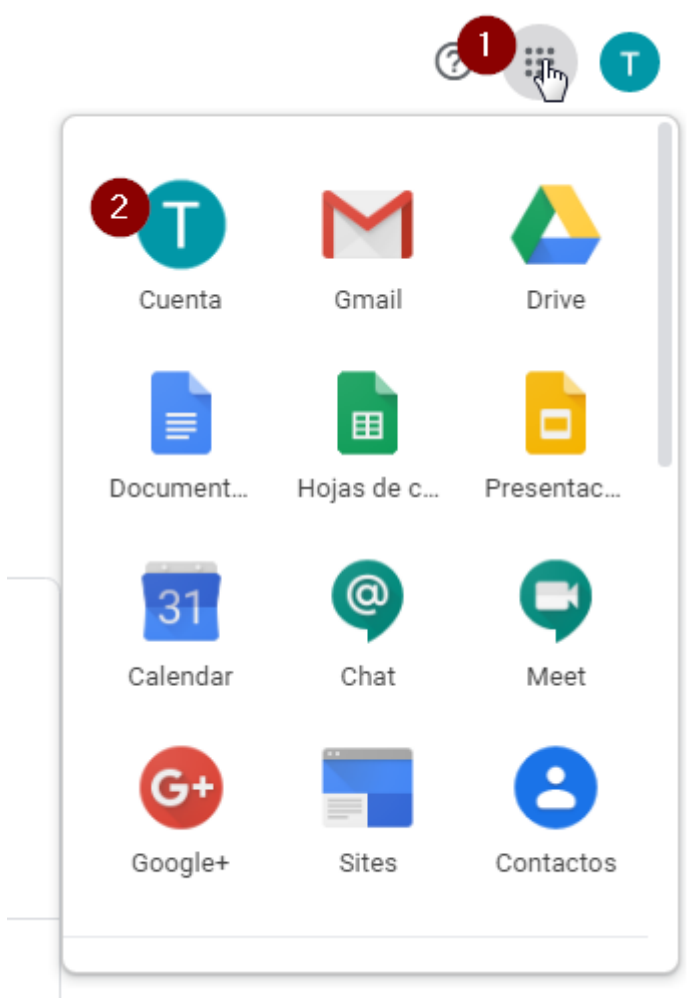 ? 1 T
2 T
Cuenta Gmail Drive
Document... Hojas de c... Presentac...
31 @
Calendar Chat Meet
G+
Google+ Sites Contactos